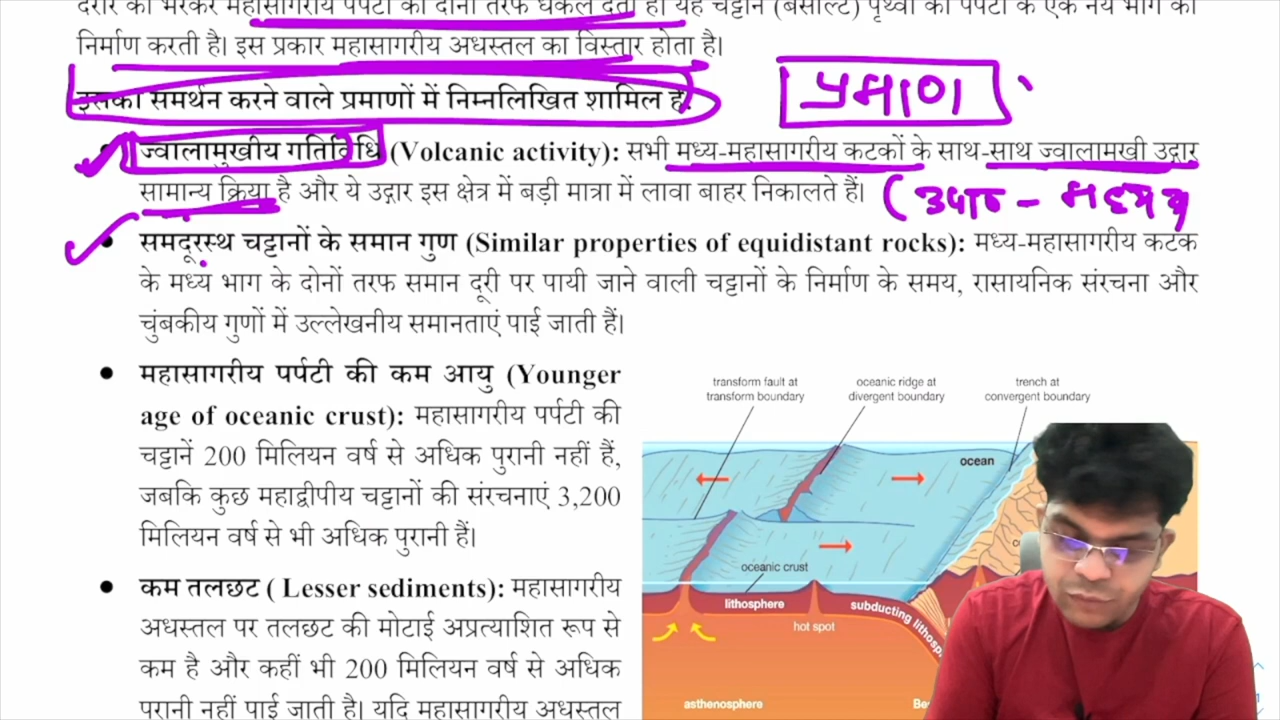 दरार को भरकर महासागरीय पर्पटी को दोनों तरफ धकेल देता है। यह चट्टान (बेसाल्ट) पृथ्वी की पर्पटी के एक नये भाग का
निर्माण करती है। इस प्रकार महासागरीय अधस्तल का विस्तार होता है।
इसका समर्थन करने वाले प्रमाणों में निम्नलिखित शामिल हैं:
प्रमाण
ज्वालामुखीय गतिविधि (Volcanic activity): सभी मध्य-महासागरीय कटकों के साथ-साथ ज्वालामुखी उद्गार
सामान्य क्रिया है और ये उद्गार इस क्षेत्र में बड़ी मात्रा में लावा बाहर निकालते हैं।
समदूरस्थ चट्टानों के समान गुण (Similar properties of equidistant rocks): मध्य-महासागरीय कटक
के मध्य भाग के दोनों तरफ समान दूरी पर पायी जाने वाली चट्टानों के निर्माण के समय, रासायनिक संरचना और
चुंबकीय गुणों में उल्लेखनीय समानताएं पाई जाती हैं।
महासागरीय पर्पटी की कम आयु (Younger
age of oceanic crust): महासागरीय पर्पटी की
चट्टानें 200 मिलियन वर्ष से अधिक पुरानी नहीं हैं,
जबकि कुछ महाद्वीपीय चट्टानों की संरचनाएं 3,200
मिलियन वर्ष से भी अधिक पुरानी हैं।
कम तलछट ( Lesser sediments): महासागरीय
अधस्तल पर तलछट की मोटाई अप्रत्याशित रूप से
कम है और कहीं भी 200 मिलियन वर्ष से अधिक
पुरानी नहीं पाई जाती है। यदि महासागरीय अधस्तल
transform fault at
transform boundary
oceanic ridge at
divergent boundary
trench at
convergent boundary
ocean
oceanic crust
lithosphere
hot spot
subducting lithosp
asthenosphere